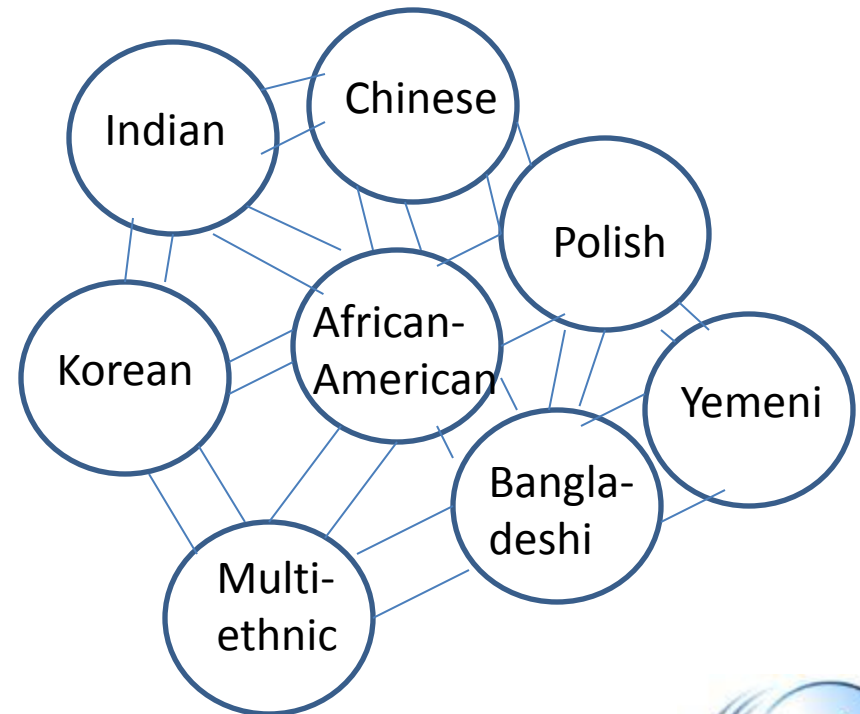 Indian
Chinese
Polish
African-
American
Korean
Yemeni
Bangla-
deshi
Multi-
ethnic